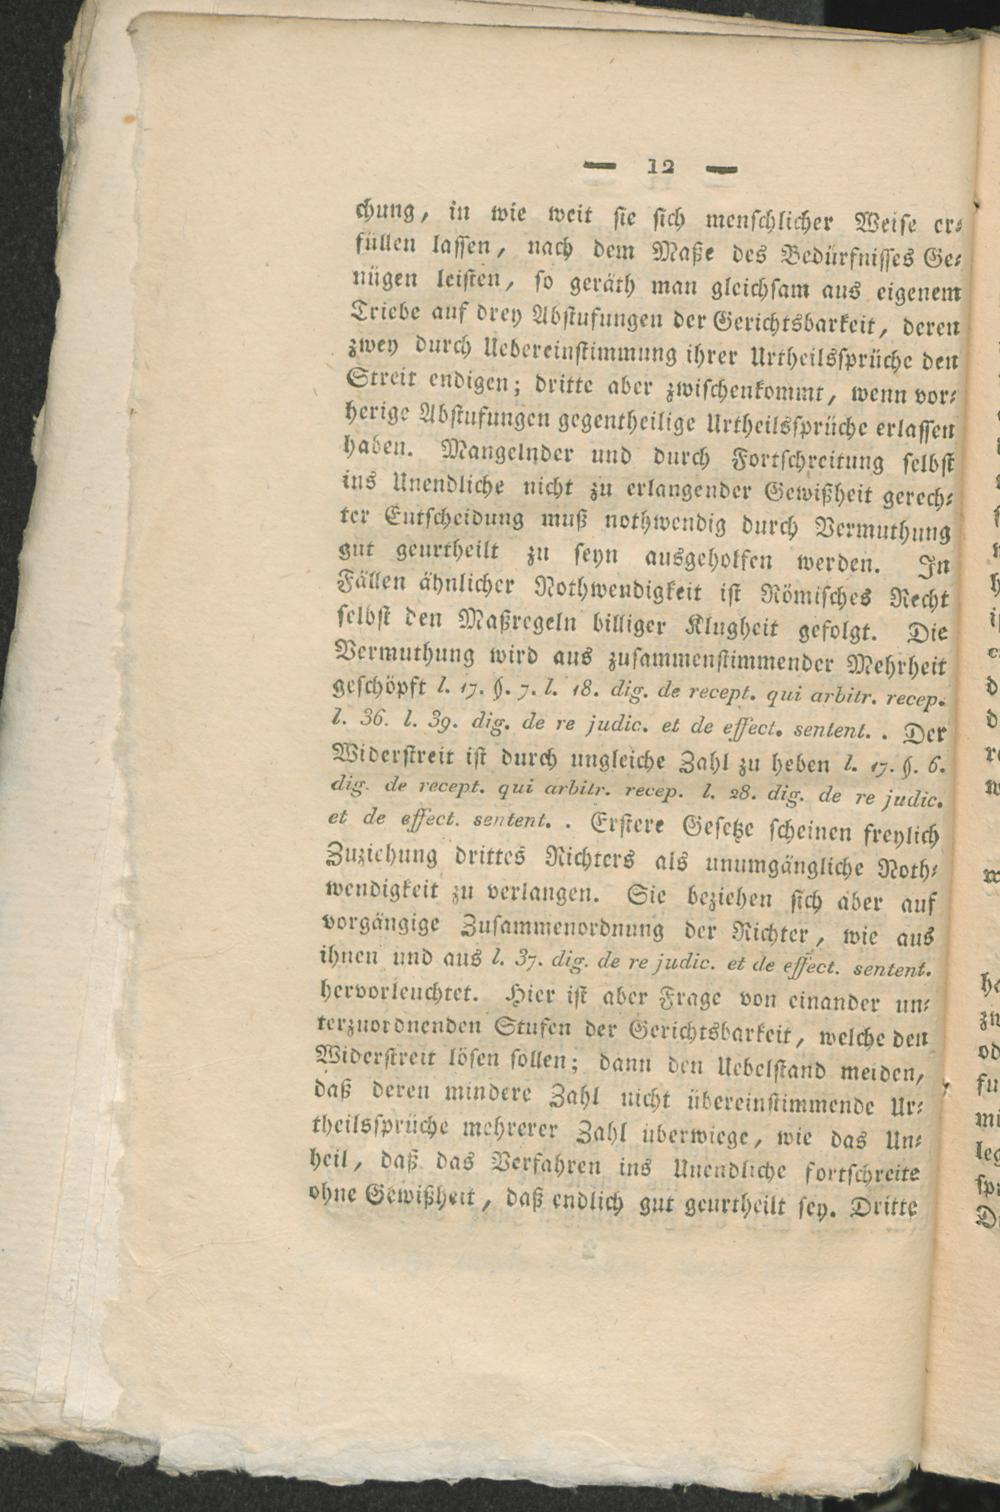 — 12 —
chung, in wie weit sie sich menschlicher Weise er-
füllen lassen, nach dem Maße des Bedürfnisses Ge-
nügen leisten, so geräth man gleichsam aus eigenem
Triebe auf drey Abstufungen der Gerichtsbarkeit, deren
zwey durch Uebereinstimmung ihrer Urtheilssprüche den
Streit endigen; dritte aber zwischenkommt, wenn vor-
herige Abstufungen gegentheilige Urtheilssprüche erlassen
haben. Mangelnder und durch Fortschreitung selbst
ins Unendliche nicht zu erlangender Gewißheit gerech-
ter Entscheidung muß nothwendig durch Vermuthung
gut geurtheilt zu seyn ausgeholfen werden. In
Fällen ähnlicher Nothwendigkeit ist Römisches Recht
selbst den Maßregeln billiger Klugheit gefolgt. Die
Vermuthung wird aus zusammenstimmender Mehrheit
geschöpft l. 17. §. 7. l. 18. dig. de recept. qui arbitr. recep.
l. 36. l. 39. dig. de re judic. et de effect. sentent. . Der
Widerstreit ist durch ungleiche Zahl zu heben l. 17. §. 6.
dig. de recept. qui arbitr. recep. l. 28. dig. de re judic.
et de effect. sentent. . Erstere Gesetze scheinen freylich
Zuziehung drittes Richters als unumgängliche Noth-
wendigkeit zu verlangen. Sie beziehen sich aber auf
vorgängige Zusammenordnung der Richter, wie aus
ihnen und aus l. 37. dig. de re judic. et de effect. sentent.
hervorleuchtet. Hier ist aber Frage von einander un-
terzuordnenden Stufen der Gerichtsbarkeit, welche den
Widerstreit lösen sollen; dann den Uebelstand meiden,
daß deren mindere Zahl nicht übereinstimmende Ur-
theilssprüche mehrerer Zahl überwiege, wie das Un-
heil, daß das Verfahren ins Unendliche fortschreite
ohne Gewißheit, daß endlich gut geurtheilt sey. Dritte